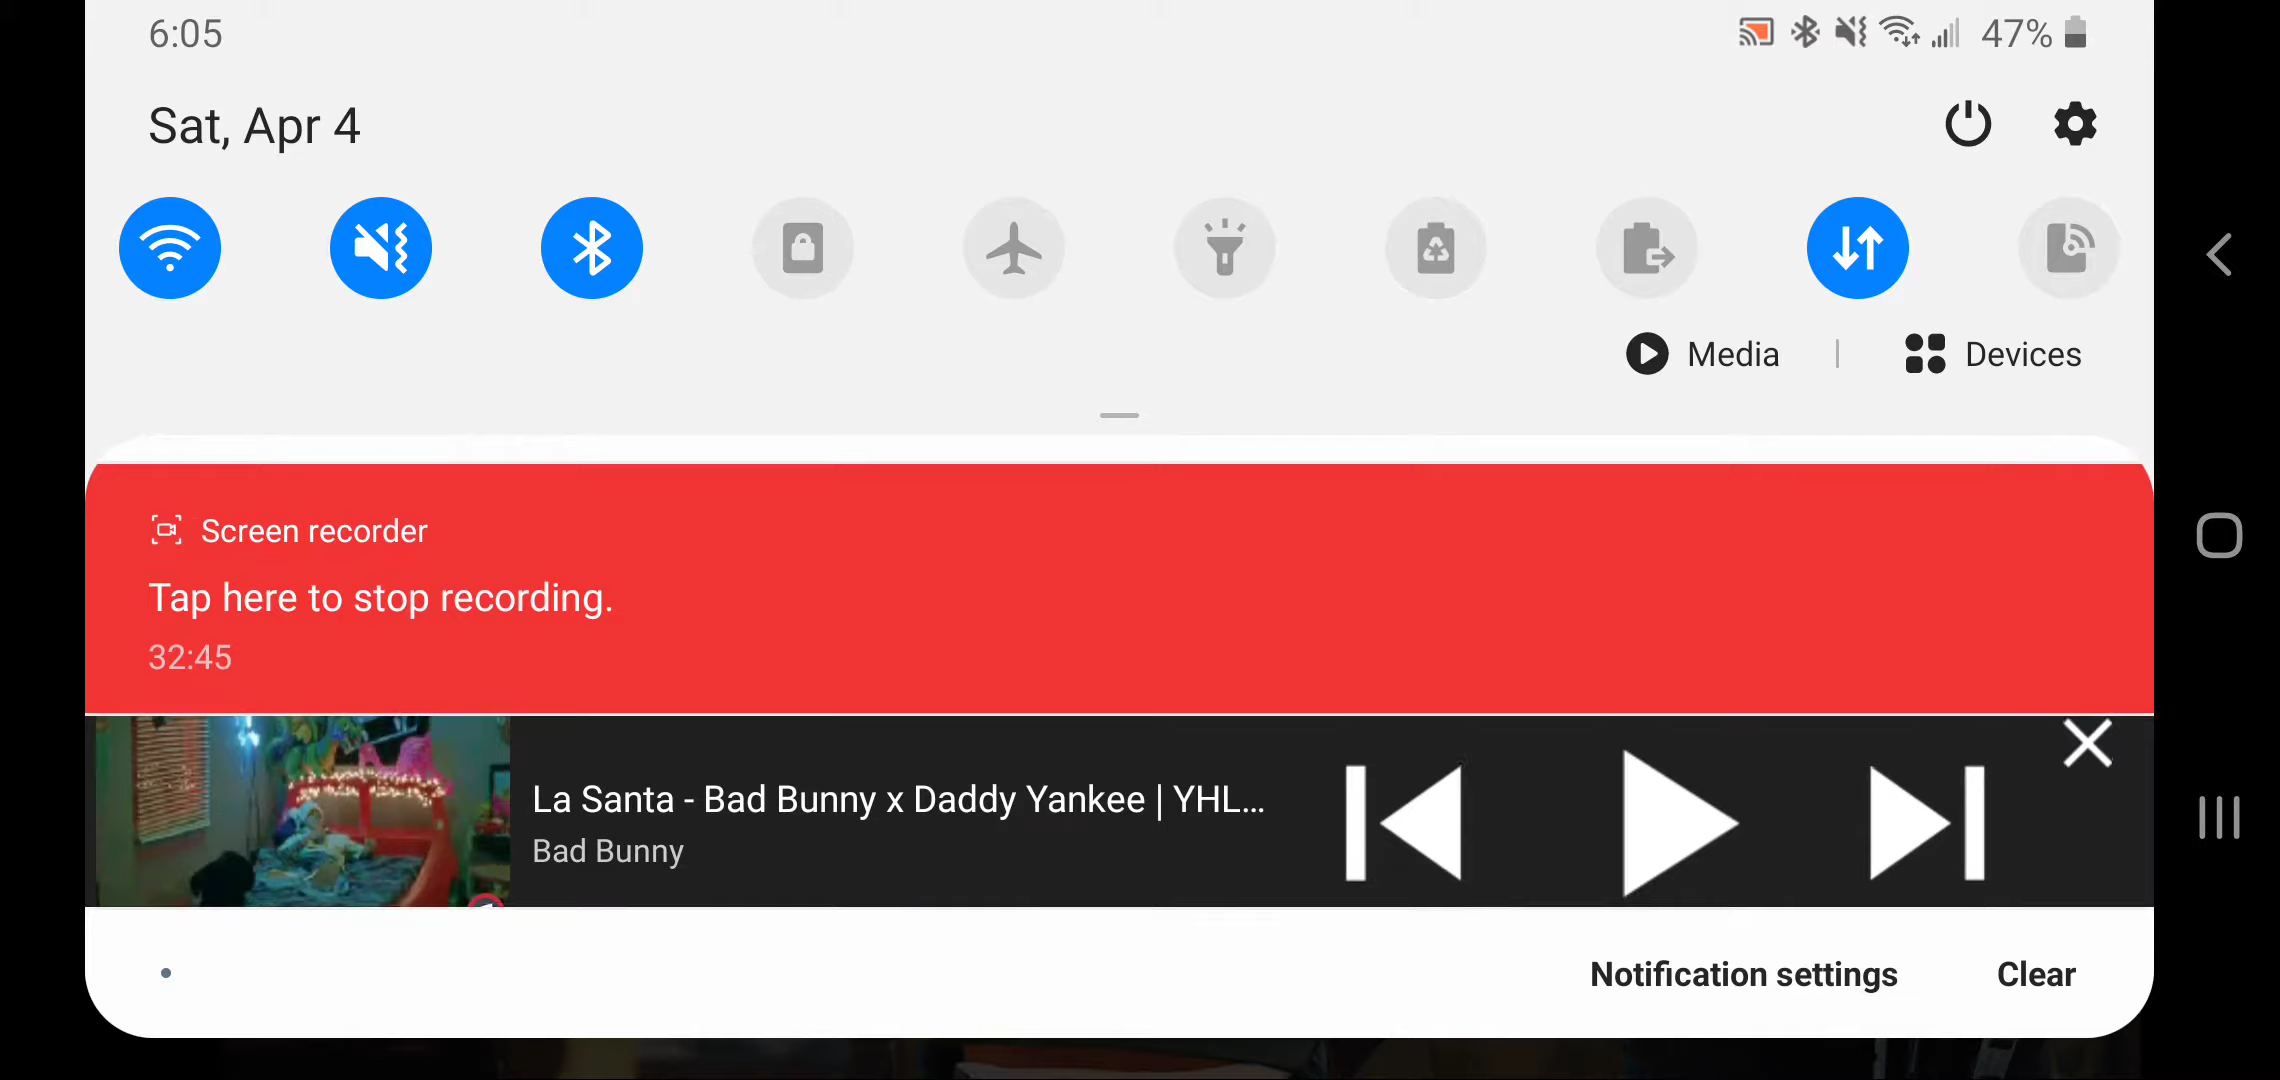 6:05
47%
Sat, Apr 4
Media | Devices
Screen recorder
Tap here to stop recording.
32:45
La Santa - Bad Bunny x Daddy Yankee | YHL...
Bad Bunny
Notification settings
Clear